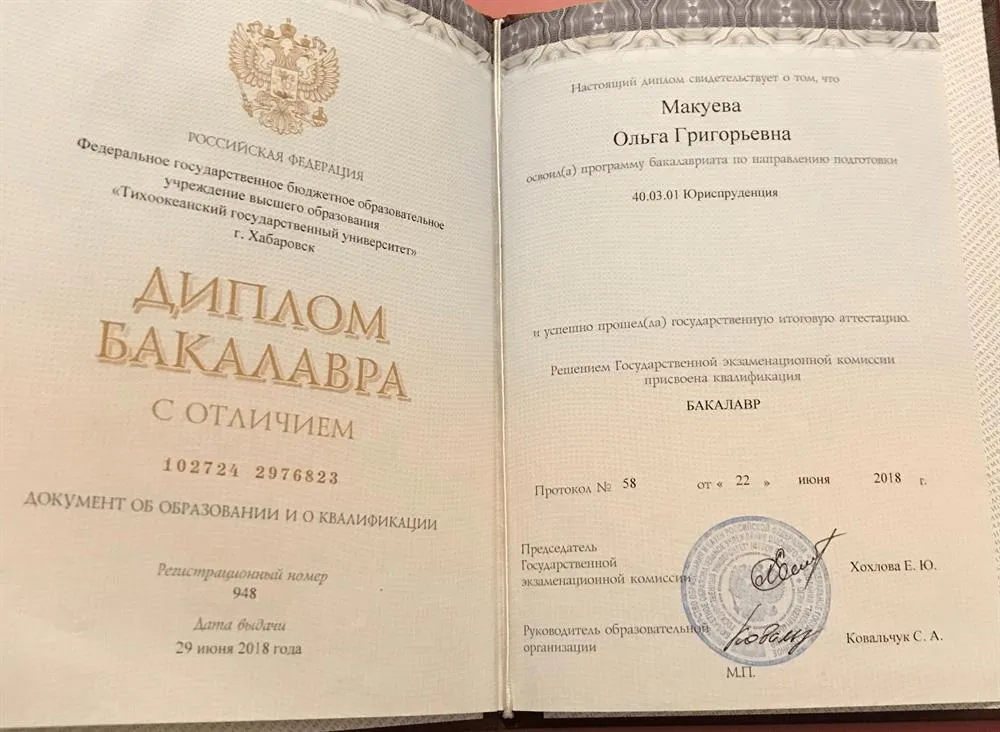 РОССИЙСКАЯ ФЕДЕРАЦИЯ
Федеральное государственное бюджетное образовательное
учреждение высшего образования
«Тихоокеанский государственный университет»
г. Хабаровск
ДИПЛОМ
БАКАЛАВРА
С ОТЛИЧИЕМ
102724 2976823
ДОКУМЕНТ ОБ ОБРАЗОВАНИИ И О КВАЛИФИКАЦИИ
Регистрационный номер
948
Дата выдачи
29 июня 2018 года
Настоящий диплом свидетельствует о том, что
Макуева
Ольга Григорьевна
освоил(а) программу бакалавриата по направлению подготовки
40.03.01 Юриспруденция
и успешно прошел(ла) государственную итоговую аттестацию.
Решением Государственной экзаменационной комиссии
присвоена квалификация
БАКАЛАВР
Протокол № 58 от « 22 » июня 2018 г.
Председатель
Государственной
экзаменационной комиссии
Хохлова Е. Ю.
Руководитель образовательной
организации
Ковальчук С. А.
М.П.